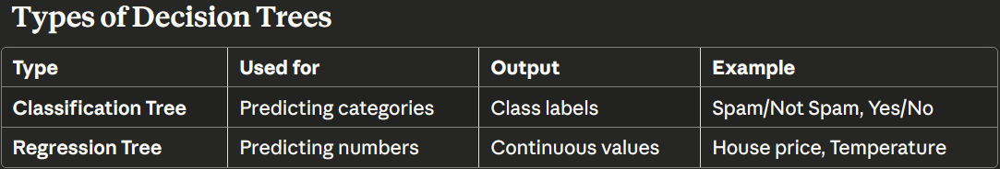 Types of Decision Trees
Type Used for Output Example
Classification Tree Predicting categories Class labels Spam/Not Spam, Yes/No
Regression Tree Predicting numbers Continuous values House price, Temperature